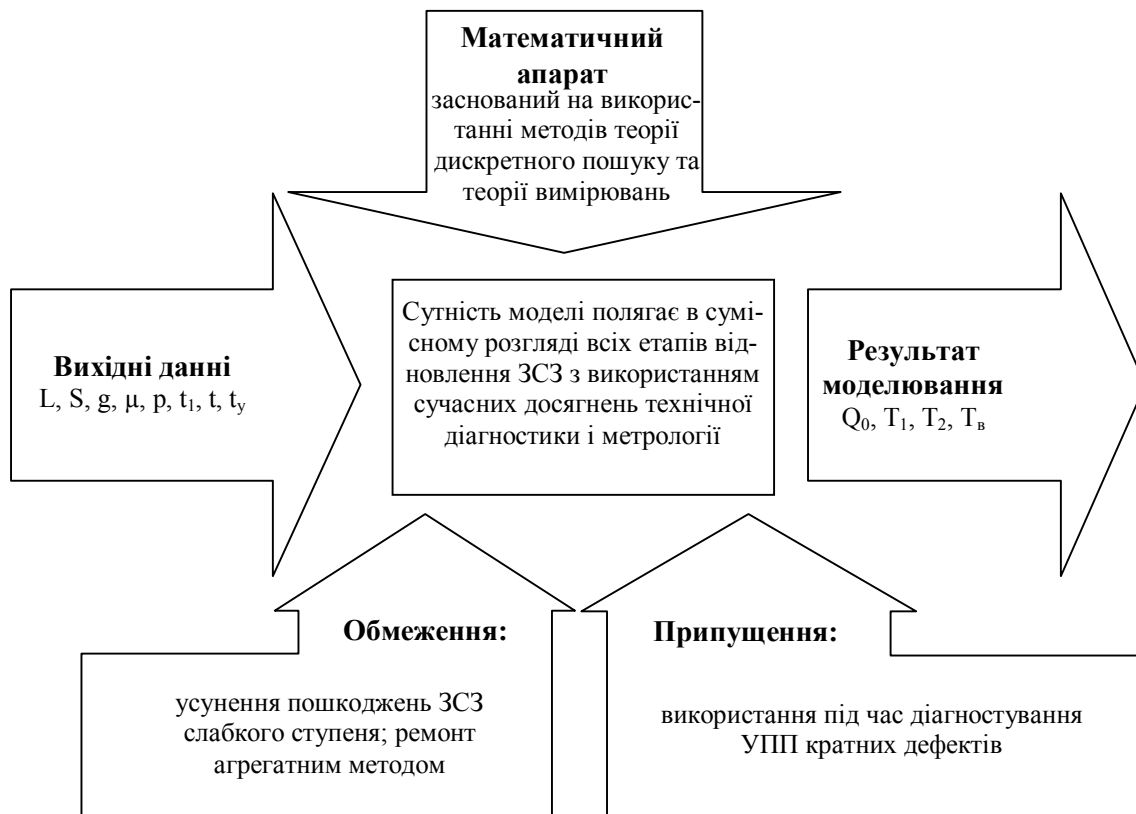 Математичний
апарат
заснований на викорис-
танні методів теорії
дискретного пошуку та
теорії вимірювань
Вихідні данні
L, S, g, μ, p, t₁, t, tᵧ
Сутність моделі полягає в сумі-
сному розгляді всіх етапів від-
новлення ЗСЗ з використанням
сучасних досягнень технічної
діагностики і метрології
Результат
моделювання
Q₀, T₁, T₂, Tв
Обмеження:
усунення пошкоджень ЗСЗ
слабкого ступеня; ремонт
агрегатним методом
Припущення:
використання під час діагностування
УПП кратних дефектів